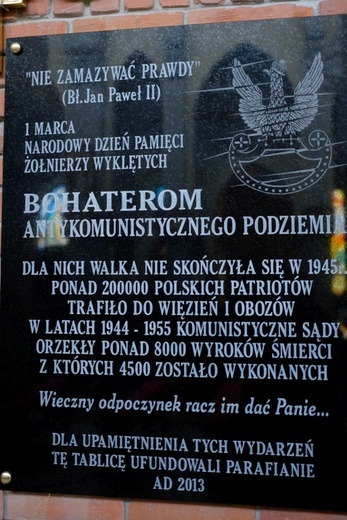 "NIE ZAMAZYWAĆ PRAWDY"
(Bł.Jan Paweł II)
1 MARCA
NARODOWY DZIEŃ PAMIĘCI
ŻOŁNIERZY WYKLĘTYCH
BOHATEROM
ANTYKOMUNISTYCZNEGO PODZIEMIA
DLA NICH WALKA NIE SKOŃCZYŁA SIĘ W 1945r.
PONAD 200000 POLSKICH PATRIOTÓW
TRAFIŁO DO WIĘZIEŃ I OBOZÓW
W LATACH 1944 - 1955 KOMUNISTYCZNE SĄDY
ORZEKŁY PONAD 8000 WYROKÓW ŚMIERCI
Z KTÓRYCH 4500 ZOSTAŁO WYKONANYCH
Wieczny odpoczynek racz im dać Panie...
DLA UPAMIĘTNIENIA TYCH WYDARZEŃ
TĘ TABLICĘ UFUNDOWALI PARAFIANIE
AD 2013